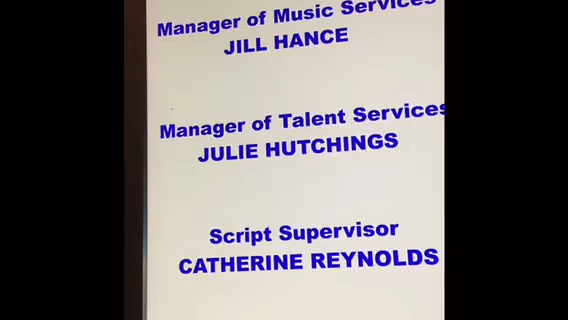 Manager of Music Services
JILL HANCE
Manager of Talent Services
JULIE HUTCHINGS
Script Supervisor
CATHERINE REYNOLDS